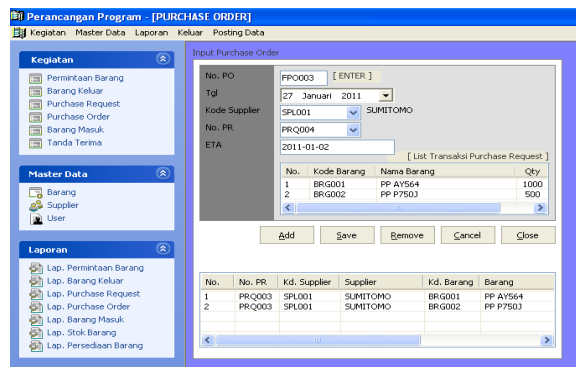 Perancangan Program - [PURCHASE ORDER]
Kegiatan Master Data Laporan Keluar Posting Data
Kegiatan
Permintaan Barang
Barang Keluar
Purchase Request
Purchase Order
Barang Masuk
Tanda Terima
Master Data
Barang
Supplier
User
Laporan
Lap. Permintaan Barang
Lap. Barang Keluar
Lap. Purchase Request
Lap. Purchase Order
Lap. Barang Masuk
Lap. Stok Barang
Lap. Persediaan Barang
Input Purchase Order
No. PO FPO003 [ ENTER ]
Tgl 27 Januari 2011
Kode Supplier SPL001 SUMITOMO
No. PR PRQ004
ETA 2011-01-02
[ List Transaksi Purchase Request ]
No. Kode Barang Nama Barang Qty
1 BRG001 PP AY564 1000
2 BRG002 PP P750J 500
Add Save Remove Cancel Close
No. No. PR Kd. Supplier Supplier Kd. Barang Barang
1 PRQ003 SPL001 SUMITOMO BRG001 PP AY564
2 PRQ003 SPL001 SUMITOMO BRG002 PP P750J